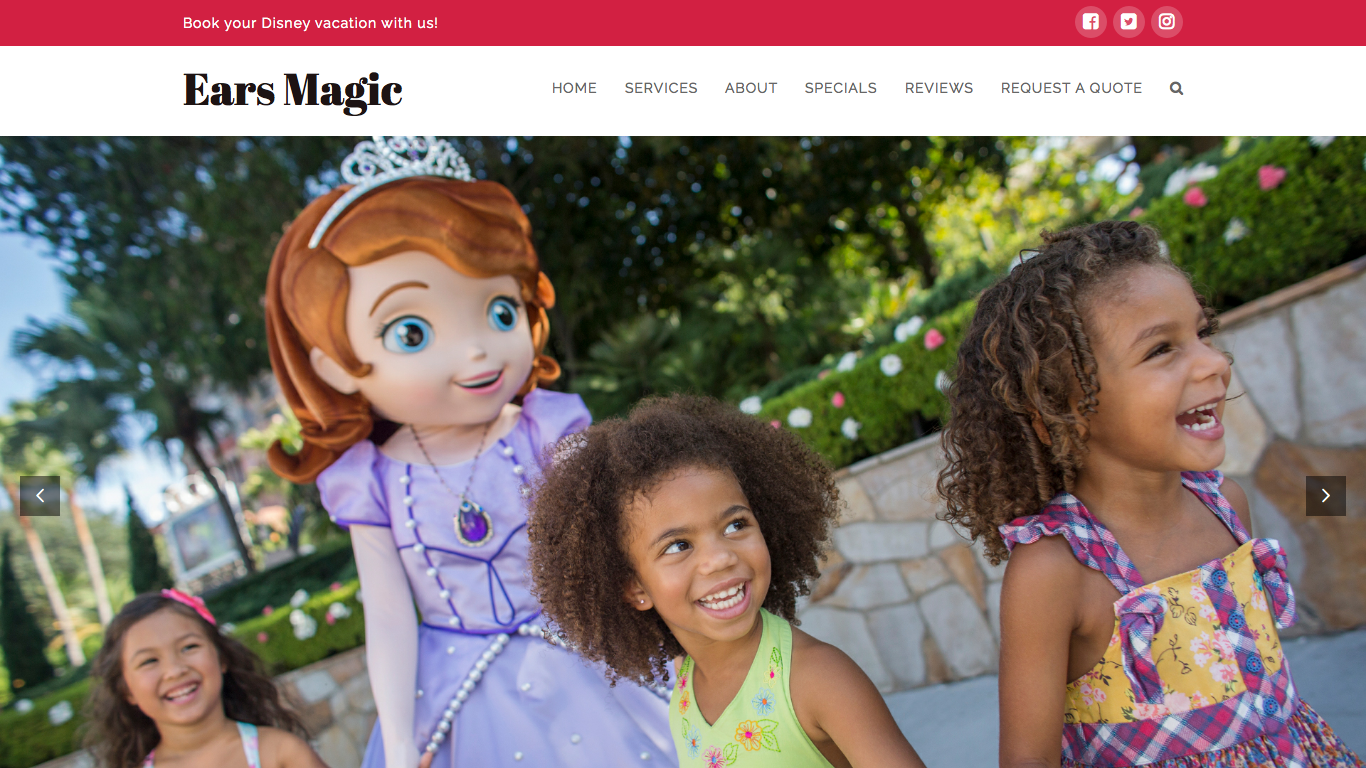 Book your Disney vacation with us!
Ears Magic
HOME SERVICES ABOUT SPECIALS REVIEWS REQUEST A QUOTE